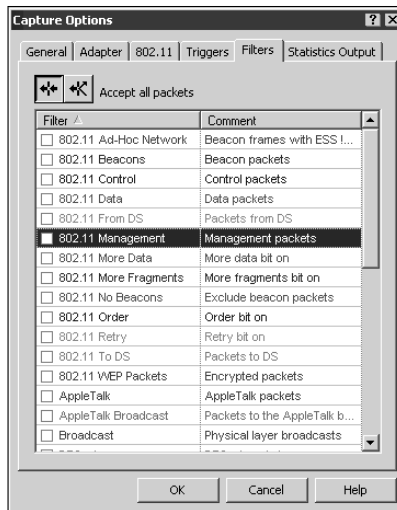 Capture Options
General Adapter 802.11 Triggers Filters Statistics Output
Accept all packets
Filter Comment
802.11 Ad-Hoc Network Beacon frames with ESS !...
802.11 Beacons Beacon packets
802.11 Control Control packets
802.11 Data Data packets
802.11 From DS Packets from DS
802.11 Management Management packets
802.11 More Data More data bit on
802.11 More Fragments More fragments bit on
802.11 No Beacons Exclude beacon packets
802.11 Order Order bit on
802.11 Retry Retry bit on
802.11 To DS Packets to DS
802.11 WEP Packets Encrypted packets
AppleTalk AppleTalk packets
AppleTalk Broadcast Packets to the AppleTalk b...
Broadcast Physical layer broadcasts
OK Cancel Help